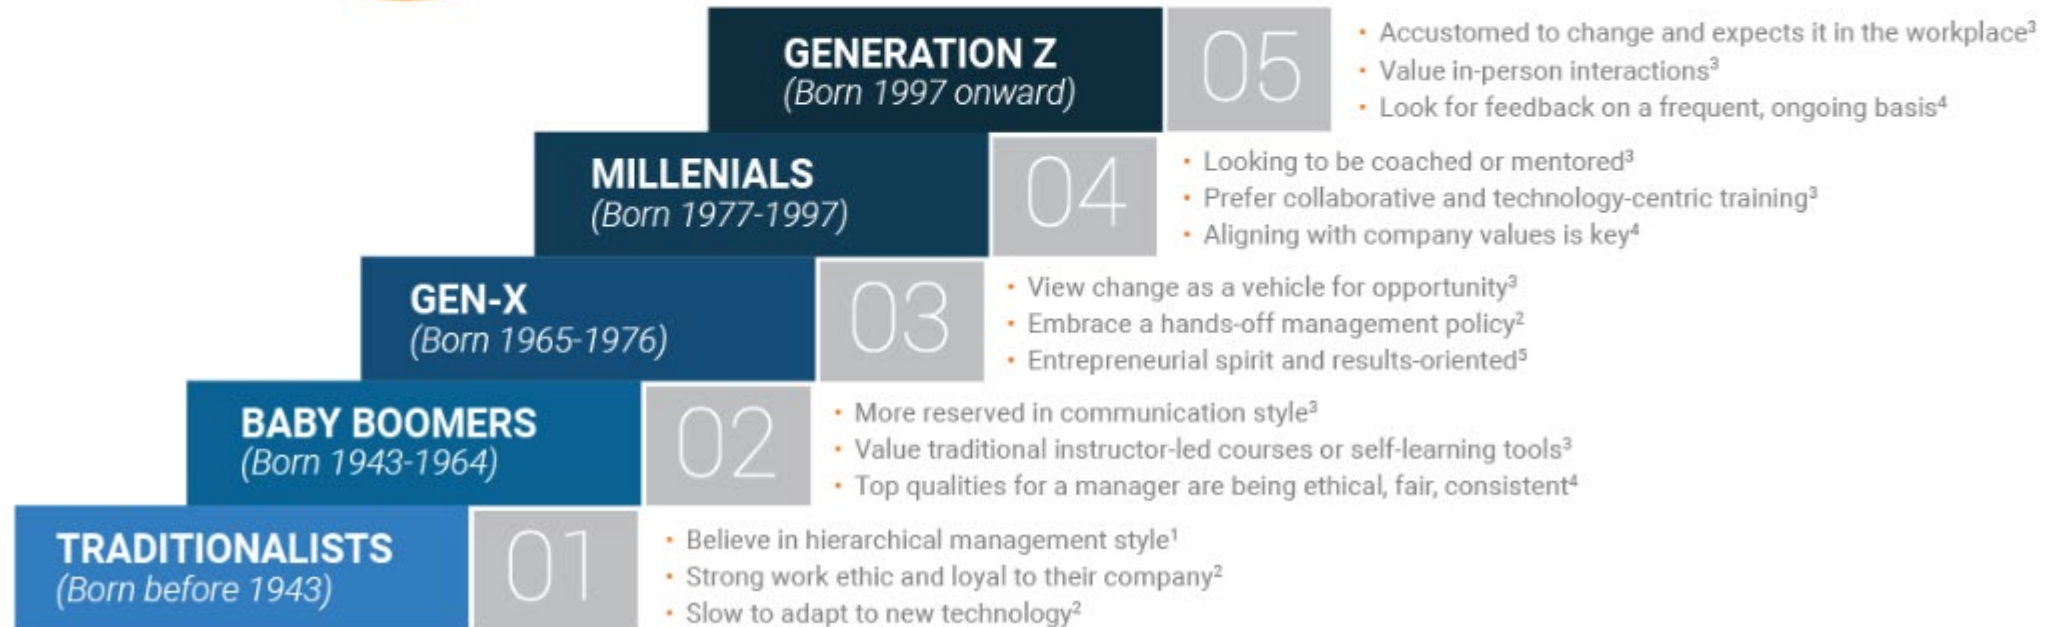 GENERATION Z
(Born 1997 onward)
05
• Accustomed to change and expects it in the workplace³
• Value in-person interactions³
• Look for feedback on a frequent, ongoing basis⁴
MILLENIALS
(Born 1977-1997)
04
• Looking to be coached or mentored³
• Prefer collaborative and technology-centric training³
• Aligning with company values is key⁴
GEN-X
(Born 1965-1976)
03
• View change as a vehicle for opportunity³
• Embrace a hands-off management policy²
• Entrepreneurial spirit and results-oriented⁵
BABY BOOMERS
(Born 1943-1964)
02
• More reserved in communication style³
• Value traditional instructor-led courses or self-learning tools³
• Top qualities for a manager are being ethical, fair, consistent⁴
TRADITIONALISTS
(Born before 1943)
01
• Believe in hierarchical management style¹
• Strong work ethic and loyal to their company²
• Slow to adapt to new technology²